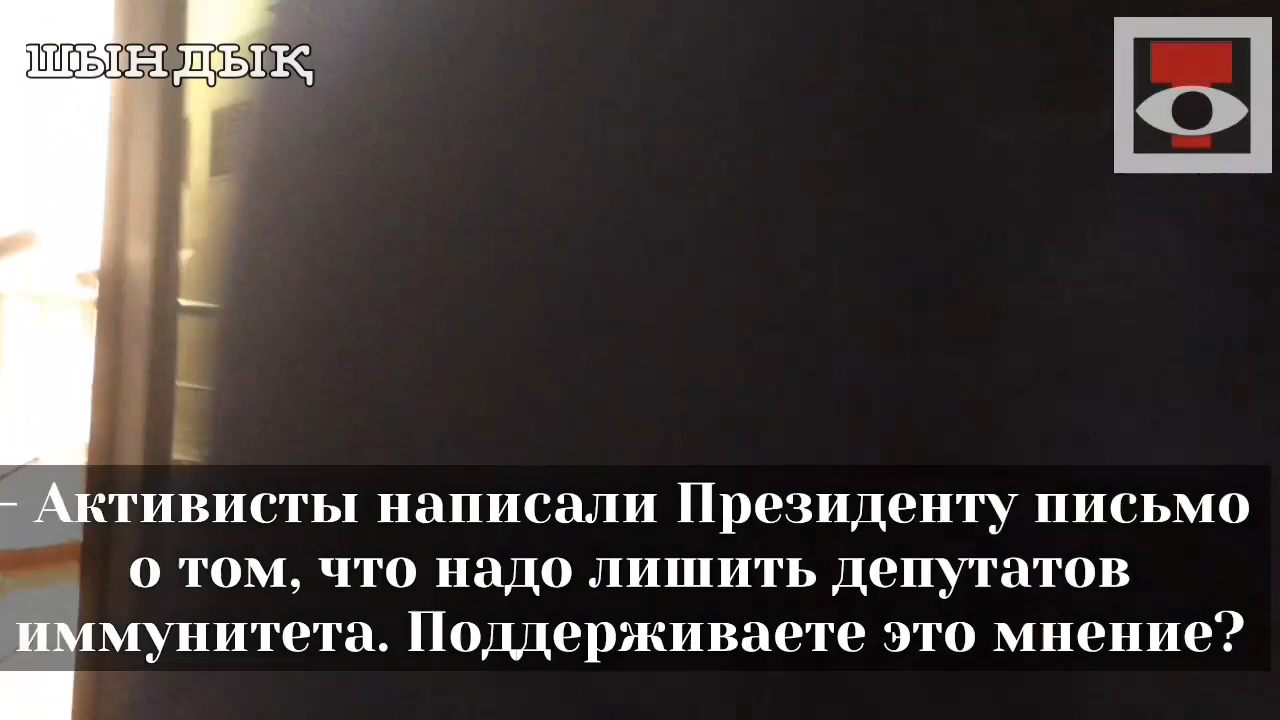 шындық
- Активисты написали Президенту письмо
о том, что надо лишить депутатов
иммунитета. Поддерживаете это мнение?